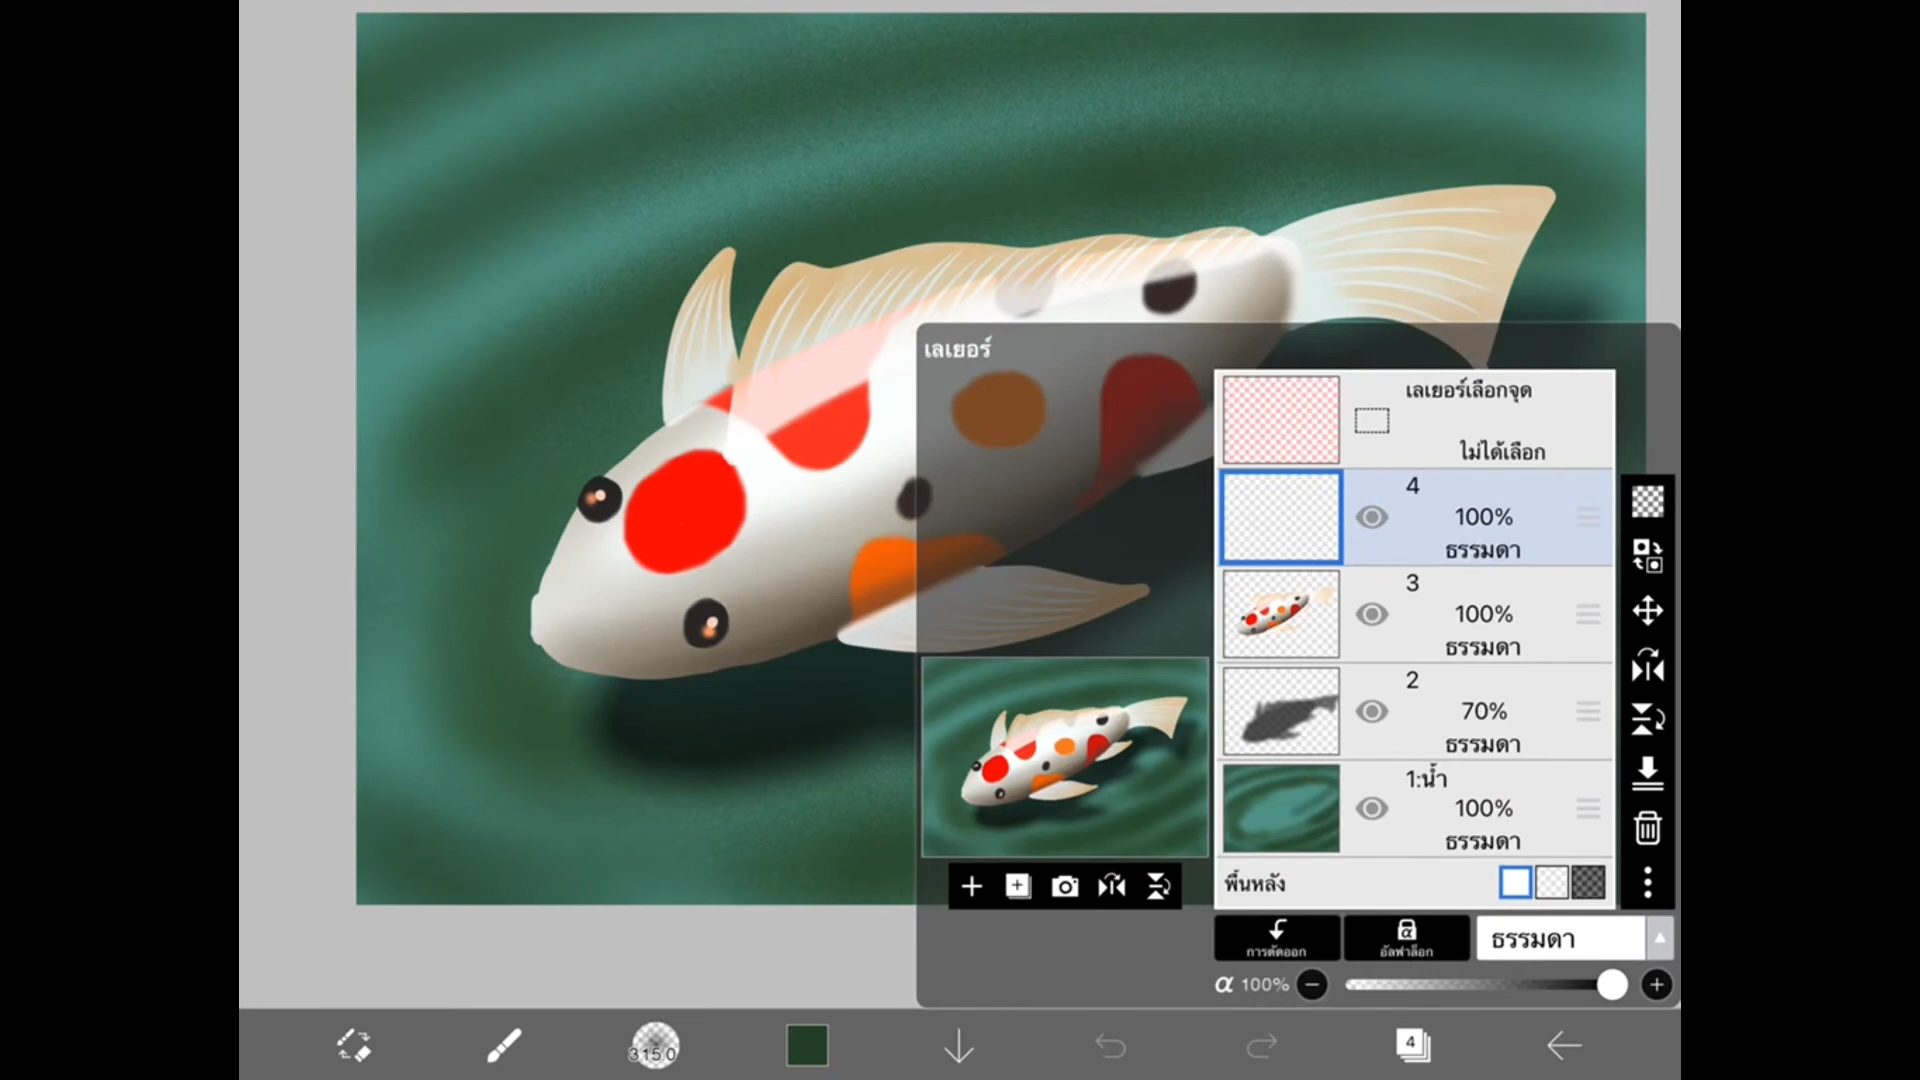 เลเยอร์
เลเยอร์เลือกจุด
ไม่ได้เลือก
4
100%
ธรรมดา
3
100%
ธรรมดา
2
70%
ธรรมดา
1:น้ำ
100%
ธรรมดา
พื้นหลัง
การตัดออก
อัลฟาล็อก
ธรรมดา
α 100%
315.0
4